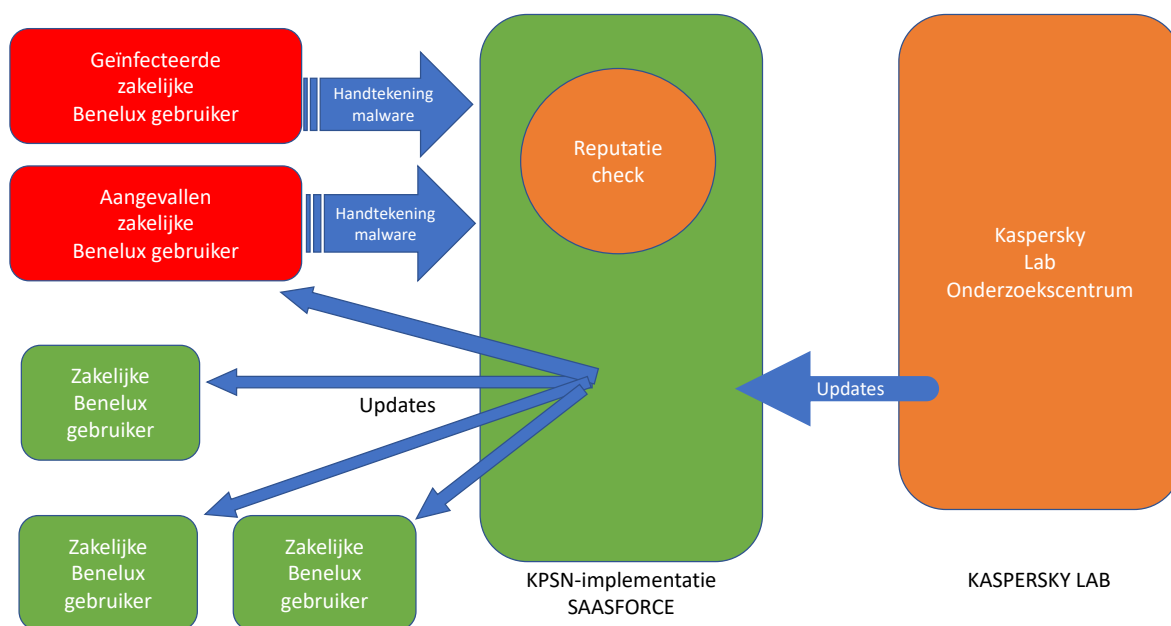 Geïnfecteerde
zakelijke
Benelux gebruiker
Handtekening
malware
Reputatie
check
Aangevallen
zakelijke
Benelux gebruiker
Handtekening
malware
Kaspersky
Lab
Onderzoekscentrum
Zakelijke
Benelux
gebruiker
Updates
Updates
Zakelijke
Benelux
gebruiker
Zakelijke
Benelux
gebruiker
KPSN-implementatie
SAASFORCE
KASPERSKY LAB